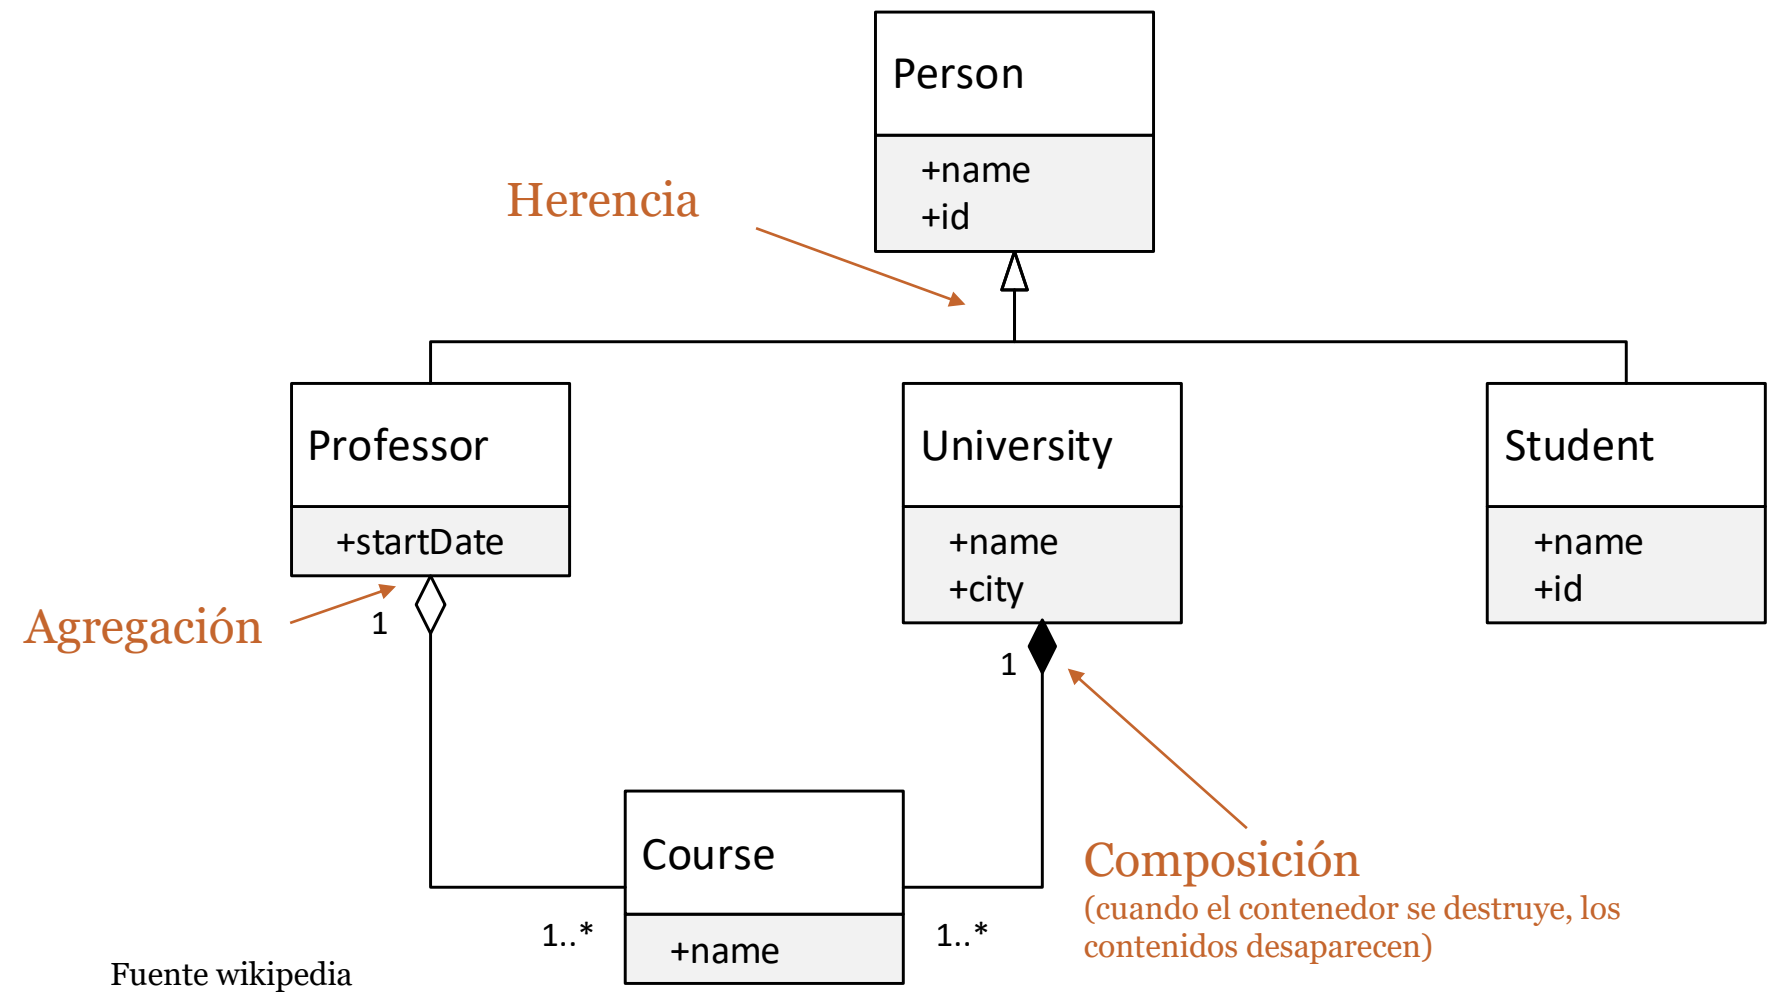 Person
+name
+id
Herencia
Professor
+startDate
University
+name
+city
Student
+name
+id
Agregación
1
1
Course
+name
1..*
1..*
Composición
(cuando el contenedor se destruye, los
contenidos desaparecen)
Fuente wikipedia